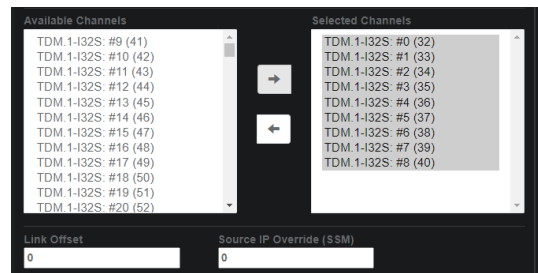 Available Channels
TDM.1-I32S: #9 (41)
TDM.1-I32S: #10 (42)
TDM.1-I32S: #11 (43)
TDM.1-I32S: #12 (44)
TDM.1-I32S: #13 (45)
TDM.1-I32S: #14 (46)
TDM.1-I32S: #15 (47)
TDM.1-I32S: #16 (48)
TDM.1-I32S: #17 (49)
TDM.1-I32S: #18 (50)
TDM.1-I32S: #19 (51)
TDM.1-I32S: #20 (52)
Selected Channels
TDM.1-I32S: #0 (32)
TDM.1-I32S: #1 (33)
TDM.1-I32S: #2 (34)
TDM.1-I32S: #3 (35)
TDM.1-I32S: #4 (36)
TDM.1-I32S: #5 (37)
TDM.1-I32S: #6 (38)
TDM.1-I32S: #7 (39)
TDM.1-I32S: #8 (40)
Link Offset
0
Source IP Override (SSM)
0